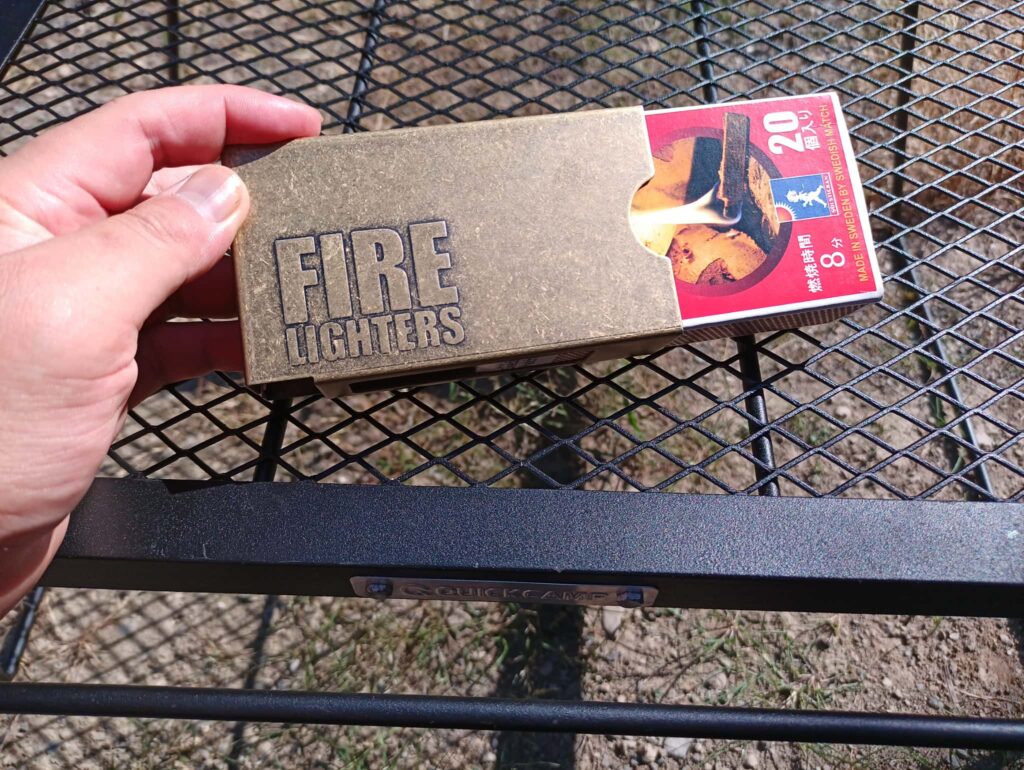 FIRE
LIGHTERS
20
個入り
SOLSTICKAN
燃焼時間
8分
MADE IN SWEDEN BY SWEDISH MATCH
QUICKCAMP